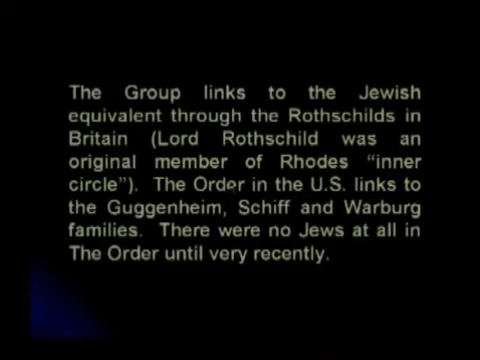 The Group links to the Jewish
equivalent through the Rothschilds in
Britain (Lord Rothschild was an
original member of Rhodes “inner
circle”). The Order in the U.S. links to
the Guggenheim, Schiff and Warburg
families. There were no Jews at all in
The Order until very recently.